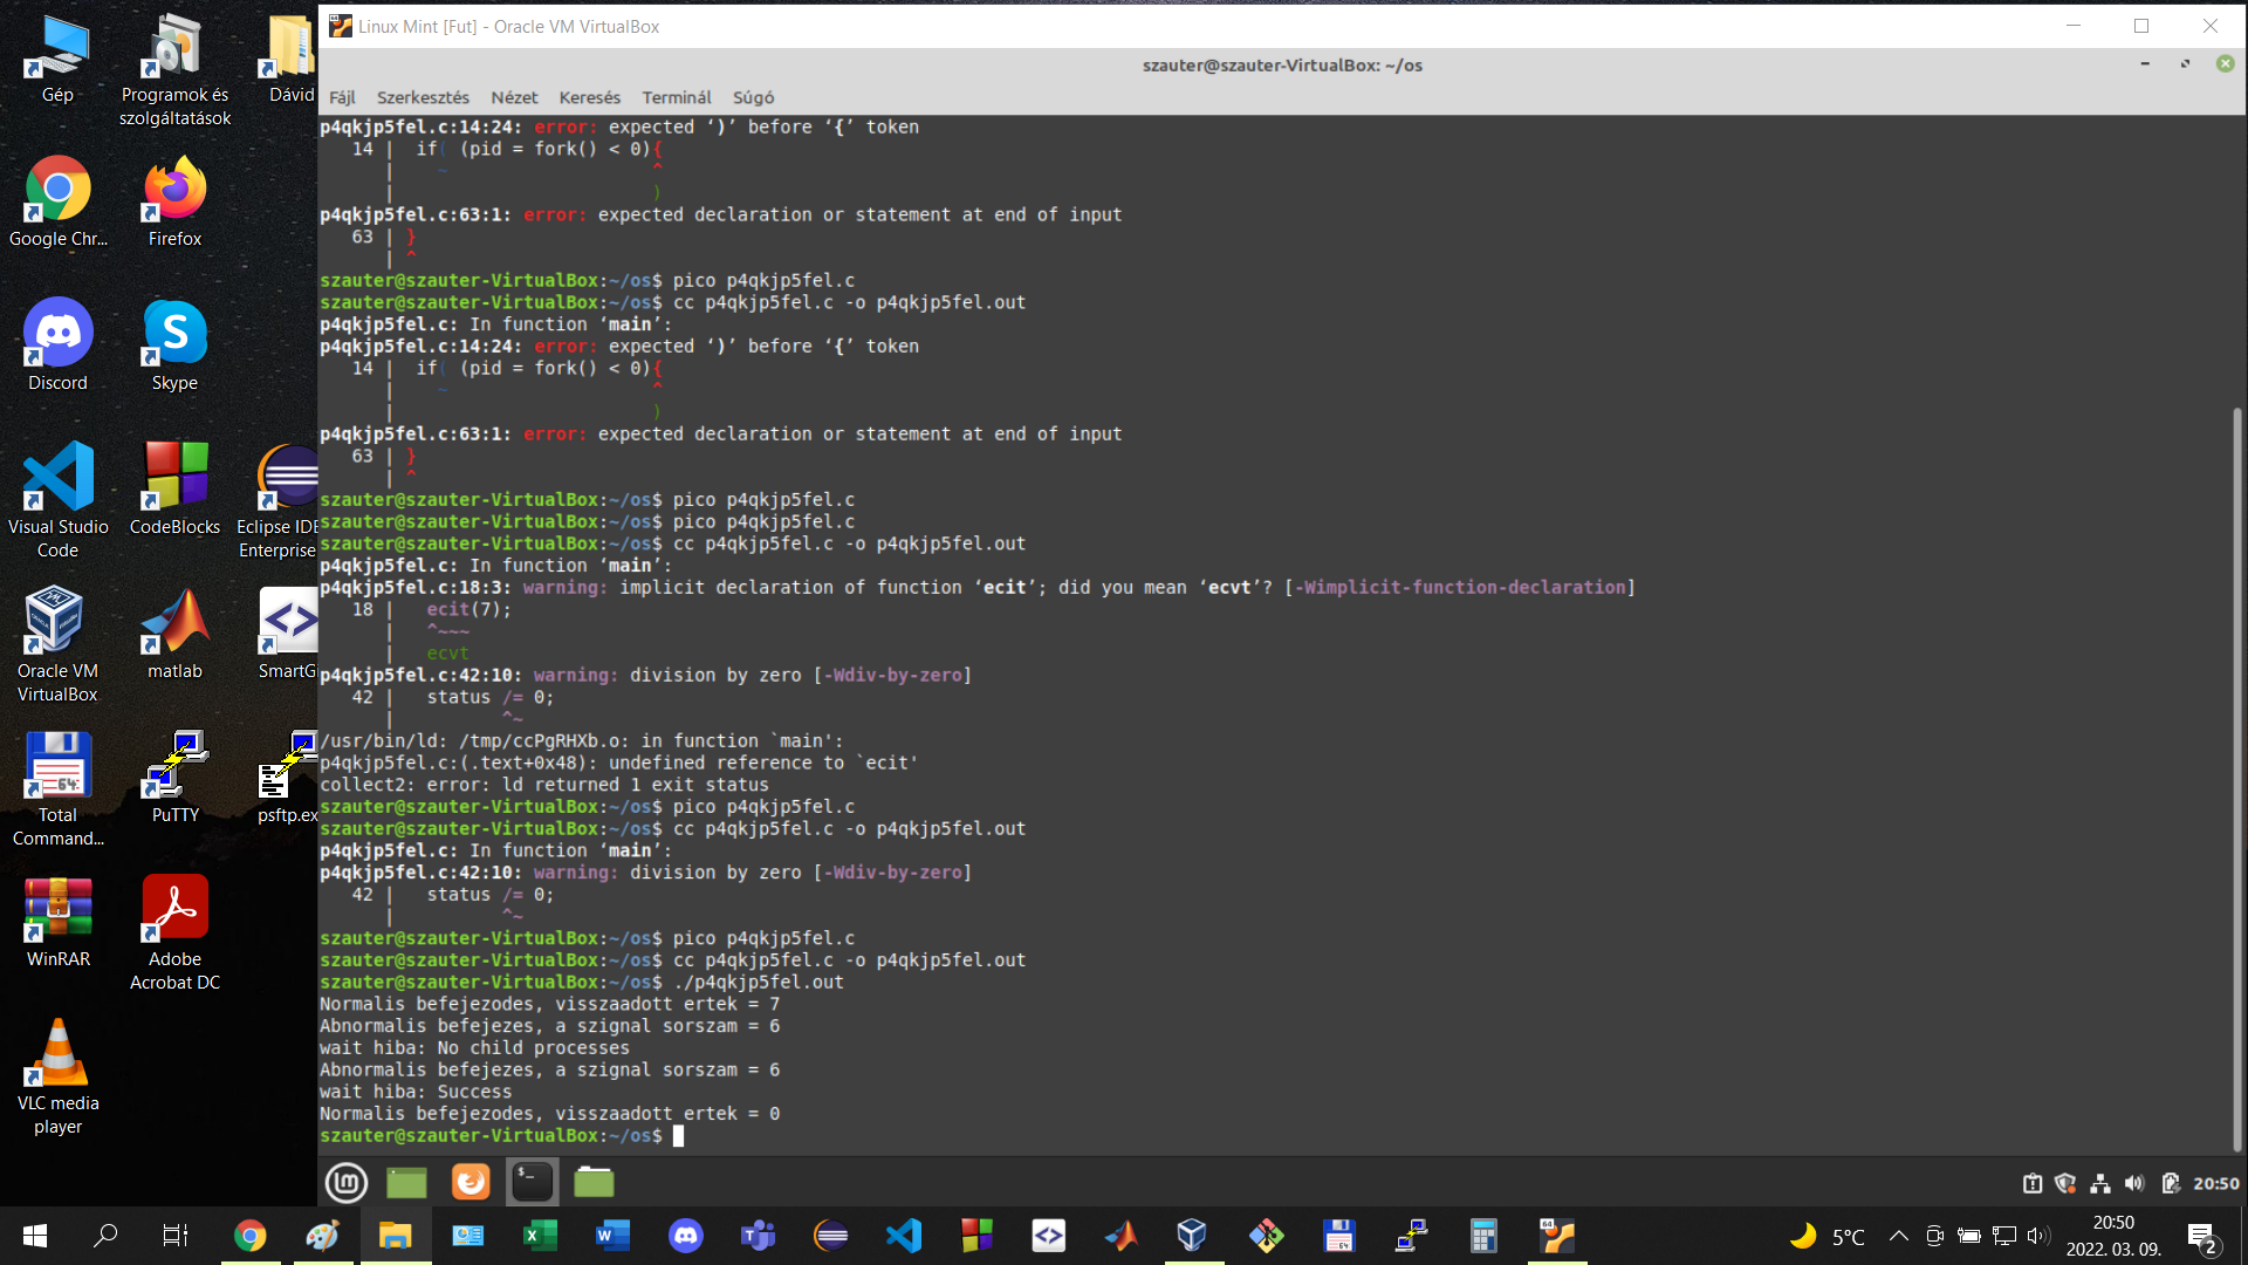 Gép
Programok és
szolgáltatások
Dávid
Google Chr...
Firefox
Discord
Skype
Visual Studio
Code
CodeBlocks
Eclipse IDE
Enterprise
Oracle VM
VirtualBox
matlab
SmartG
Total
Command...
PuTTY
psftp.ex
WinRAR
Adobe
Acrobat DC
VLC media
player
Linux Mint [Fut] - Oracle VM VirtualBox
szauter@szauter-VirtualBox: ~/os
Fájl Szerkesztés Nézet Keresés Terminál Súgó
p4qkjp5fel.c:14:24: error: expected ‘)’ before ‘{’ token
   14 |  if( (pid = fork() < 0){
      |    ~                   ^
      |                        )
p4qkjp5fel.c:63:1: error: expected declaration or statement at end of input
   63 | }
      | ^
szauter@szauter-VirtualBox:~/os$ pico p4qkjp5fel.c
szauter@szauter-VirtualBox:~/os$ cc p4qkjp5fel.c -o p4qkjp5fel.out
p4qkjp5fel.c: In function ‘main’:
p4qkjp5fel.c:14:24: error: expected ‘)’ before ‘{’ token
   14 |  if( (pid = fork() < 0){
      |    ~                   ^
      |                        )
p4qkjp5fel.c:63:1: error: expected declaration or statement at end of input
   63 | }
      | ^
szauter@szauter-VirtualBox:~/os$ pico p4qkjp5fel.c
szauter@szauter-VirtualBox:~/os$ pico p4qkjp5fel.c
szauter@szauter-VirtualBox:~/os$ cc p4qkjp5fel.c -o p4qkjp5fel.out
p4qkjp5fel.c: In function ‘main’:
p4qkjp5fel.c:18:3: warning: implicit declaration of function ‘ecit’; did you mean ‘ecvt’? [-Wimplicit-function-declaration]
   18 |   ecit(7);
      |   ^~~~
      |   ecvt
p4qkjp5fel.c:42:10: warning: division by zero [-Wdiv-by-zero]
   42 |   status /= 0;
      |          ^~
/usr/bin/ld: /tmp/ccPgRHXb.o: in function `main':
p4qkjp5fel.c:(.text+0x48): undefined reference to `ecit'
collect2: error: ld returned 1 exit status
szauter@szauter-VirtualBox:~/os$ pico p4qkjp5fel.c
szauter@szauter-VirtualBox:~/os$ cc p4qkjp5fel.c -o p4qkjp5fel.out
p4qkjp5fel.c: In function ‘main’:
p4qkjp5fel.c:42:10: warning: division by zero [-Wdiv-by-zero]
   42 |   status /= 0;
      |          ^~
szauter@szauter-VirtualBox:~/os$ pico p4qkjp5fel.c
szauter@szauter-VirtualBox:~/os$ cc p4qkjp5fel.c -o p4qkjp5fel.out
szauter@szauter-VirtualBox:~/os$ ./p4qkjp5fel.out
Normalis befejezodes, visszaadott ertek = 7
Abnormalis befejezes, a szignal sorszam = 6
wait hiba: No child processes
Abnormalis befejezes, a szignal sorszam = 6
wait hiba: Success
Normalis befejezodes, visszaadott ertek = 0
szauter@szauter-VirtualBox:~/os$
20:50
5°C
20:50
2022. 03. 09.
2